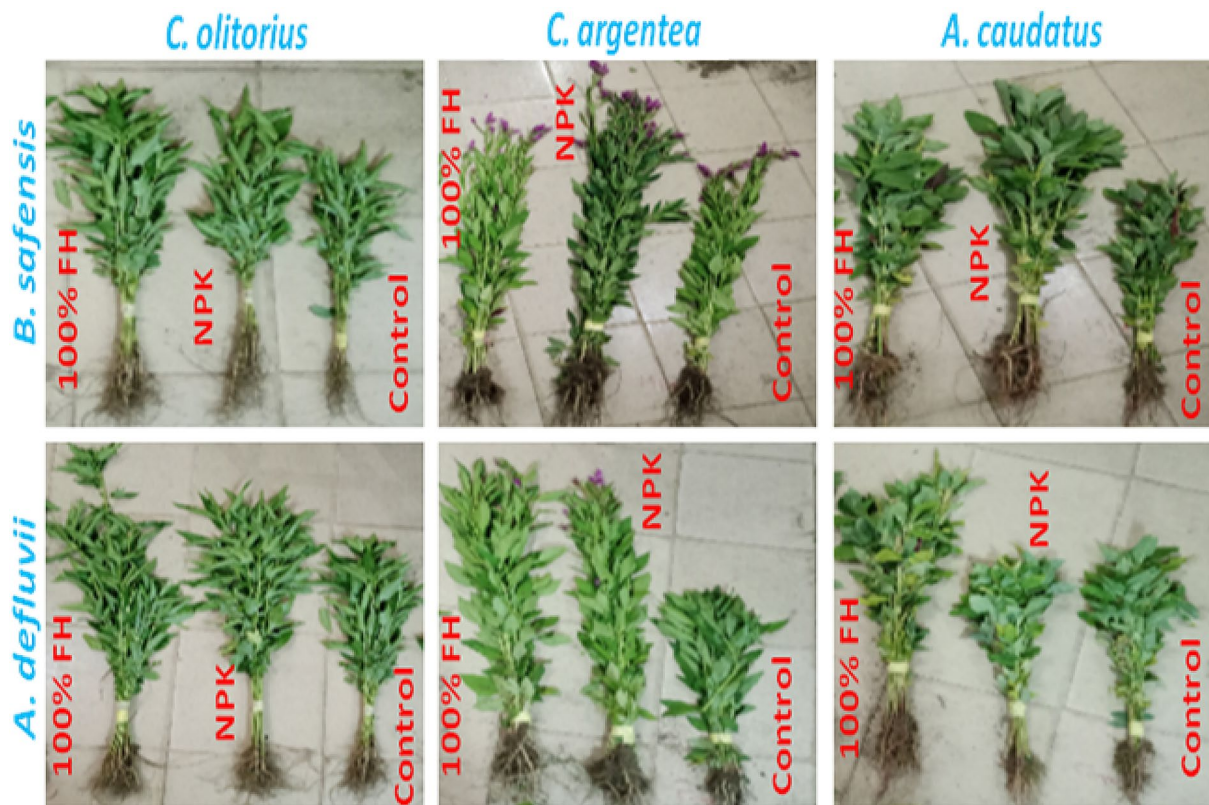 C. olitorius
C. argentea
A. caudatus
B. safensis
100% FH
NPK
Control
100% FH
NPK
Control
100% FH
NPK
Control
A. defluvii
100% FH
NPK
Control
100% FH
NPK
Control
100% FH
NPK
Control